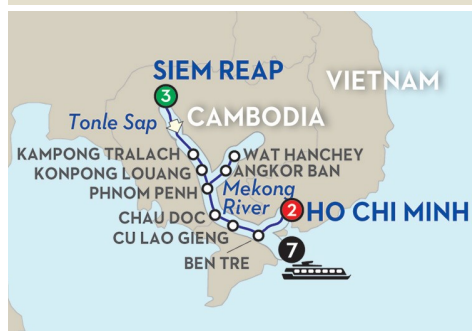 SIEM REAP
VIETNAM
3
Tonle Sap
CAMBODIA
KAMPONG TRALACH
WAT HANCHEY
KONPONG LOUANG
ANGKOR BAN
PHNOM PENH
Mekong
River
CHAU DOC
2
HO CHI MINH
CU LAO GIENG
7
BEN TRE